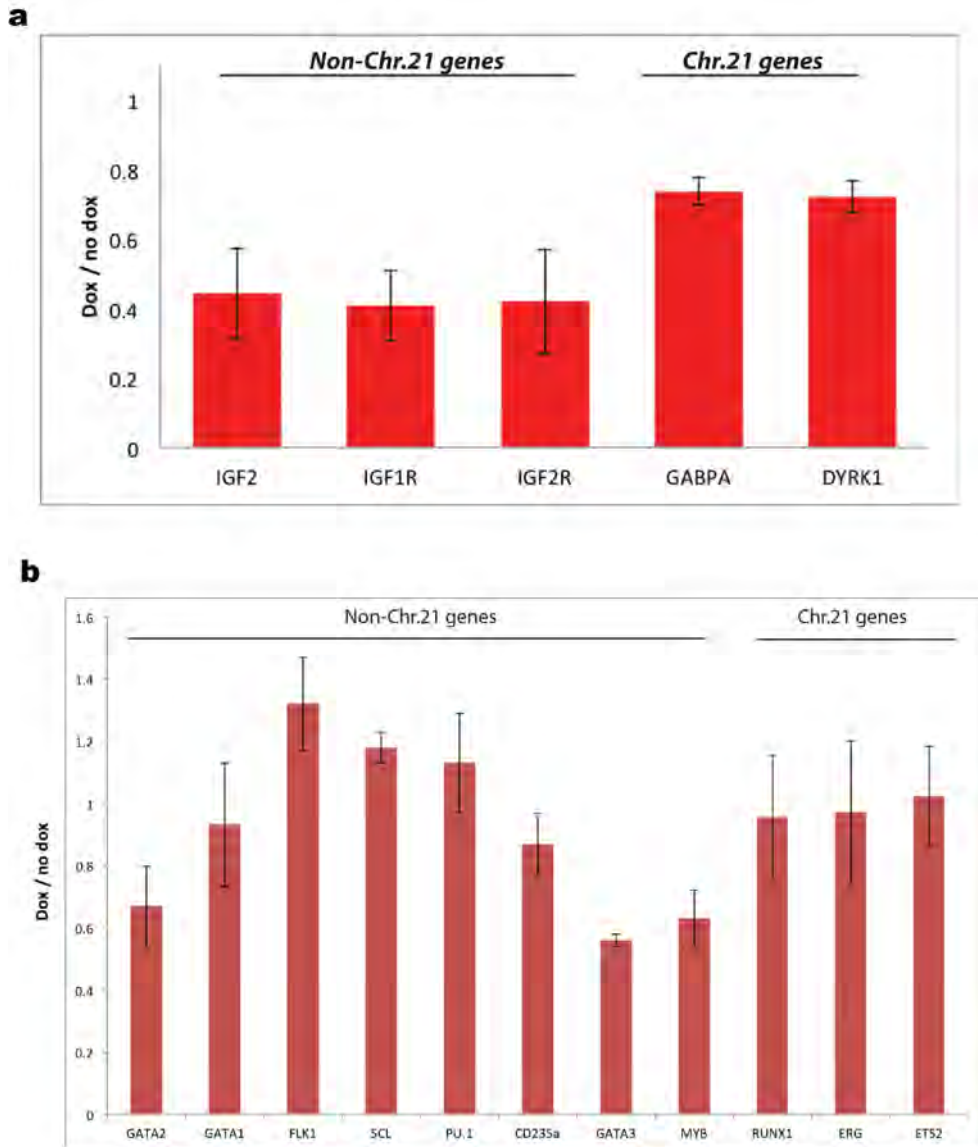 a
Non-Chr.21 genes Chr.21 genes
1
0.8
0.6
0.4
0.2
0
Dox / no dox
IGF2 IGF1R IGF2R GABPA DYRK1
b
Non-Chr.21 genes Chr.21 genes
1.6
1.4
1.2
1
0.8
0.6
0.4
0.2
0
Dox / no dox
GATA2 GATA1 FLK1 SCL PU.1 CD235a GATA3 MYB RUNX1 ERG ETS2